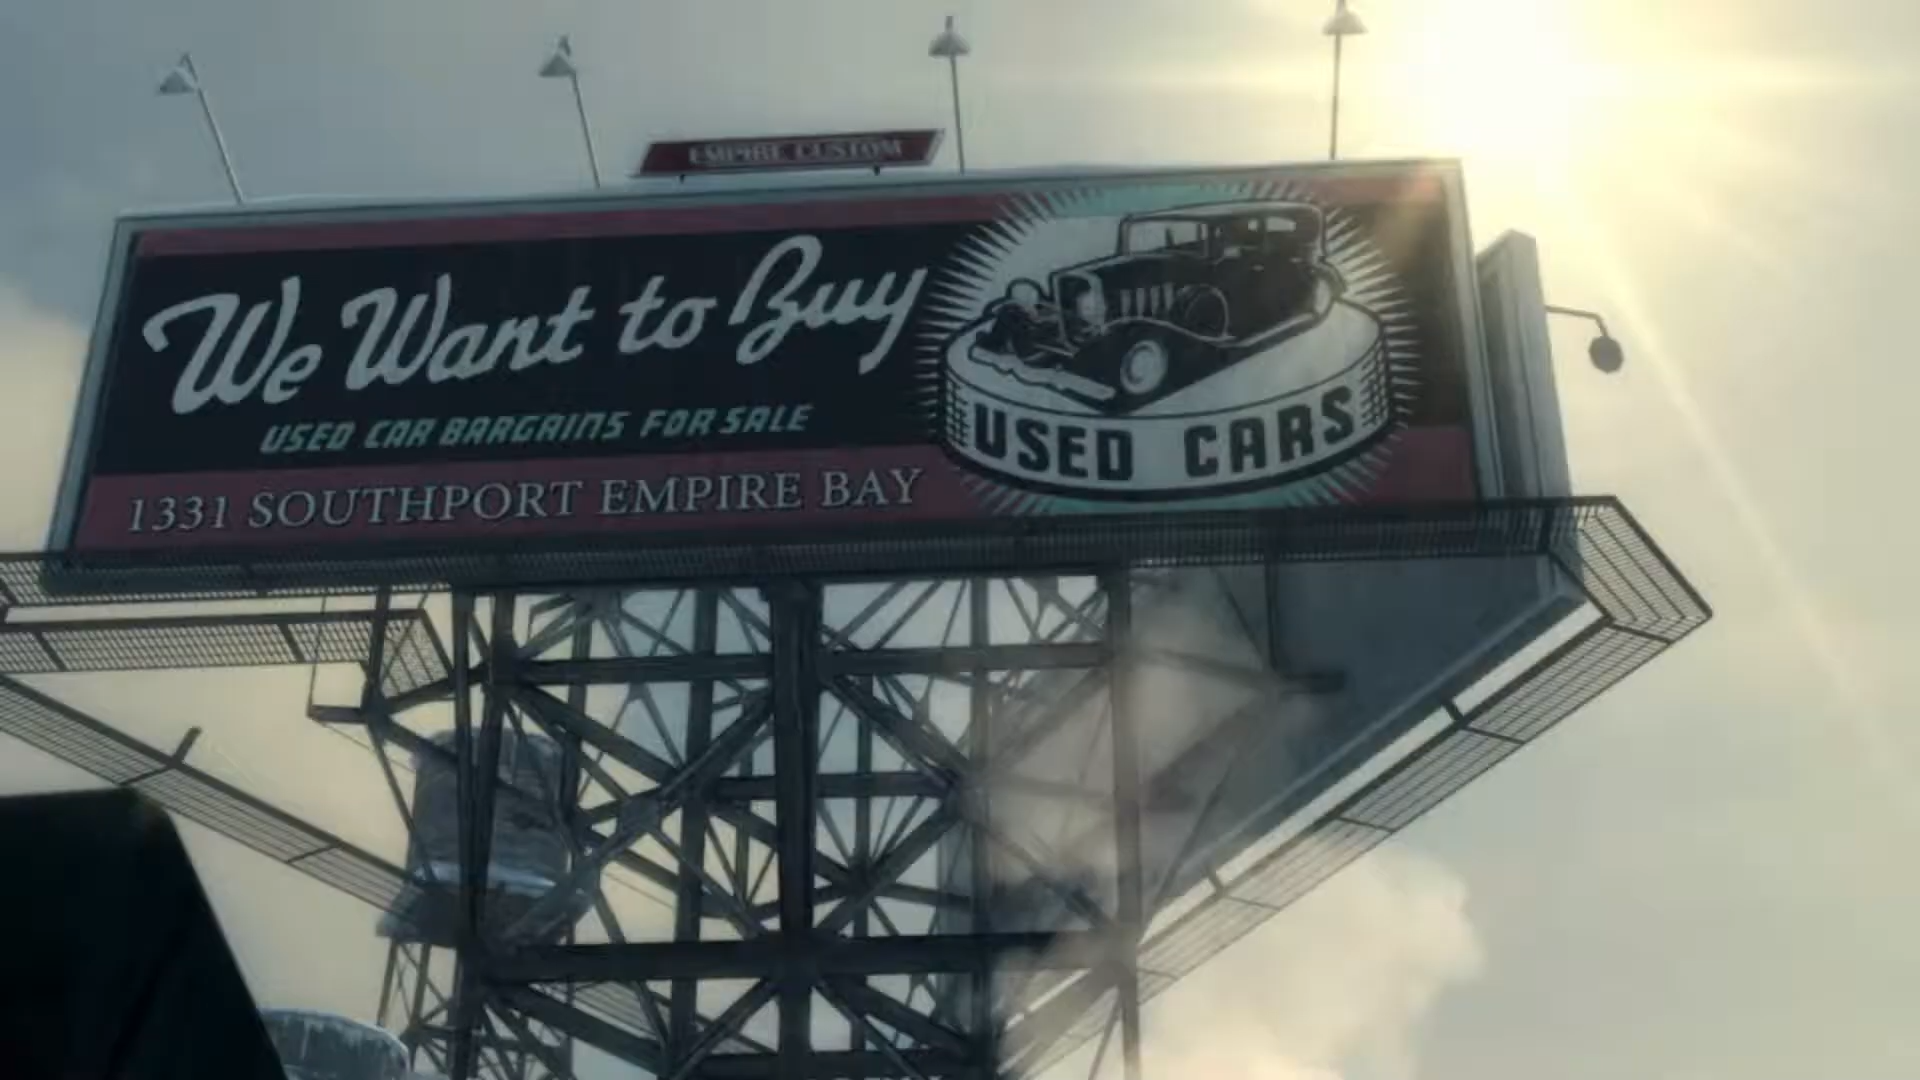 EMPIRE CUSTOM
We Want to Buy
USED CAR BARGAINS FOR SALE
1331 SOUTHPORT EMPIRE BAY
USED CARS